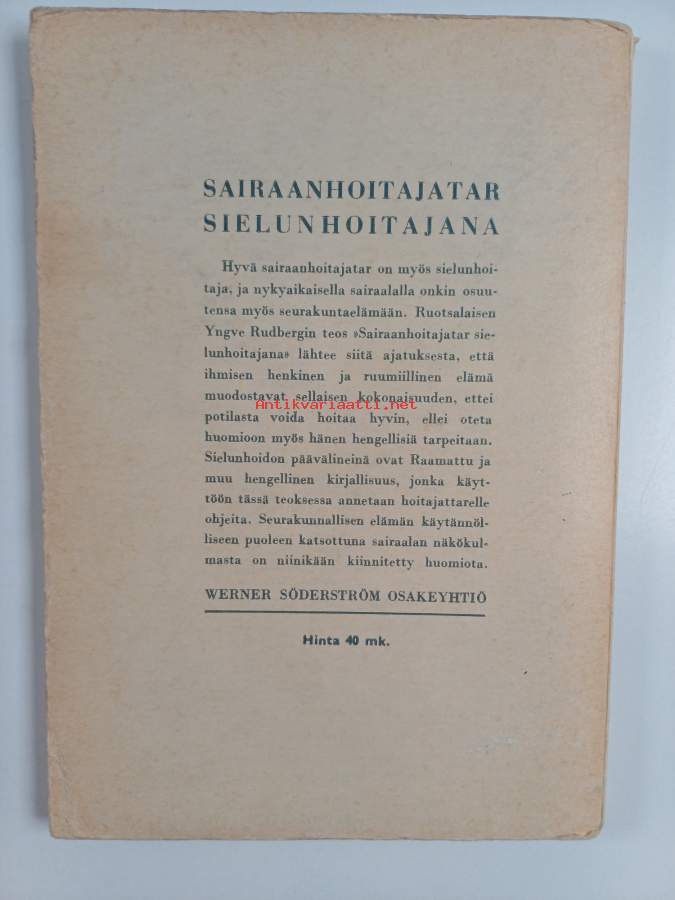 SAIRAANHOITAJATAR
SIELUNHOITAJANA
Hyvä sairaanhoitajatar on myös sielunhoi-
taja, ja nykyaikaisella sairaalalla onkin osuu-
tensa myös seurakuntaelämään. Ruotsalaisen
Yngve Rudbergin teos »Sairaanhoitajatar sie-
lunhoitajana» lähtee siitä ajatuksesta, että
ihmisen henkinen ja ruumiillinen elämä
muodostavat sellaisen kokonaisuuden, ettei
Antikvariaatti.net
potilasta voida hoitaa hyvin, ellei oteta
huomioon myös hänen hengellisiä tarpeitaan.
Sielunhoidon päävälineinä ovat Raamattu ja
muu hengellinen kirjallisuus, jonka käyt-
töön tässä teoksessa annetaan hoitajattarelle
ohjeita. Seurakunnallisen elämän käytännöl-
liseen puoleen katsottuna sairaalan näkökul-
masta on niinikään kiinnitetty huomiota.
WERNER SÖDERSTRÖM OSAKEYHTIÖ
Hinta 40 mk.